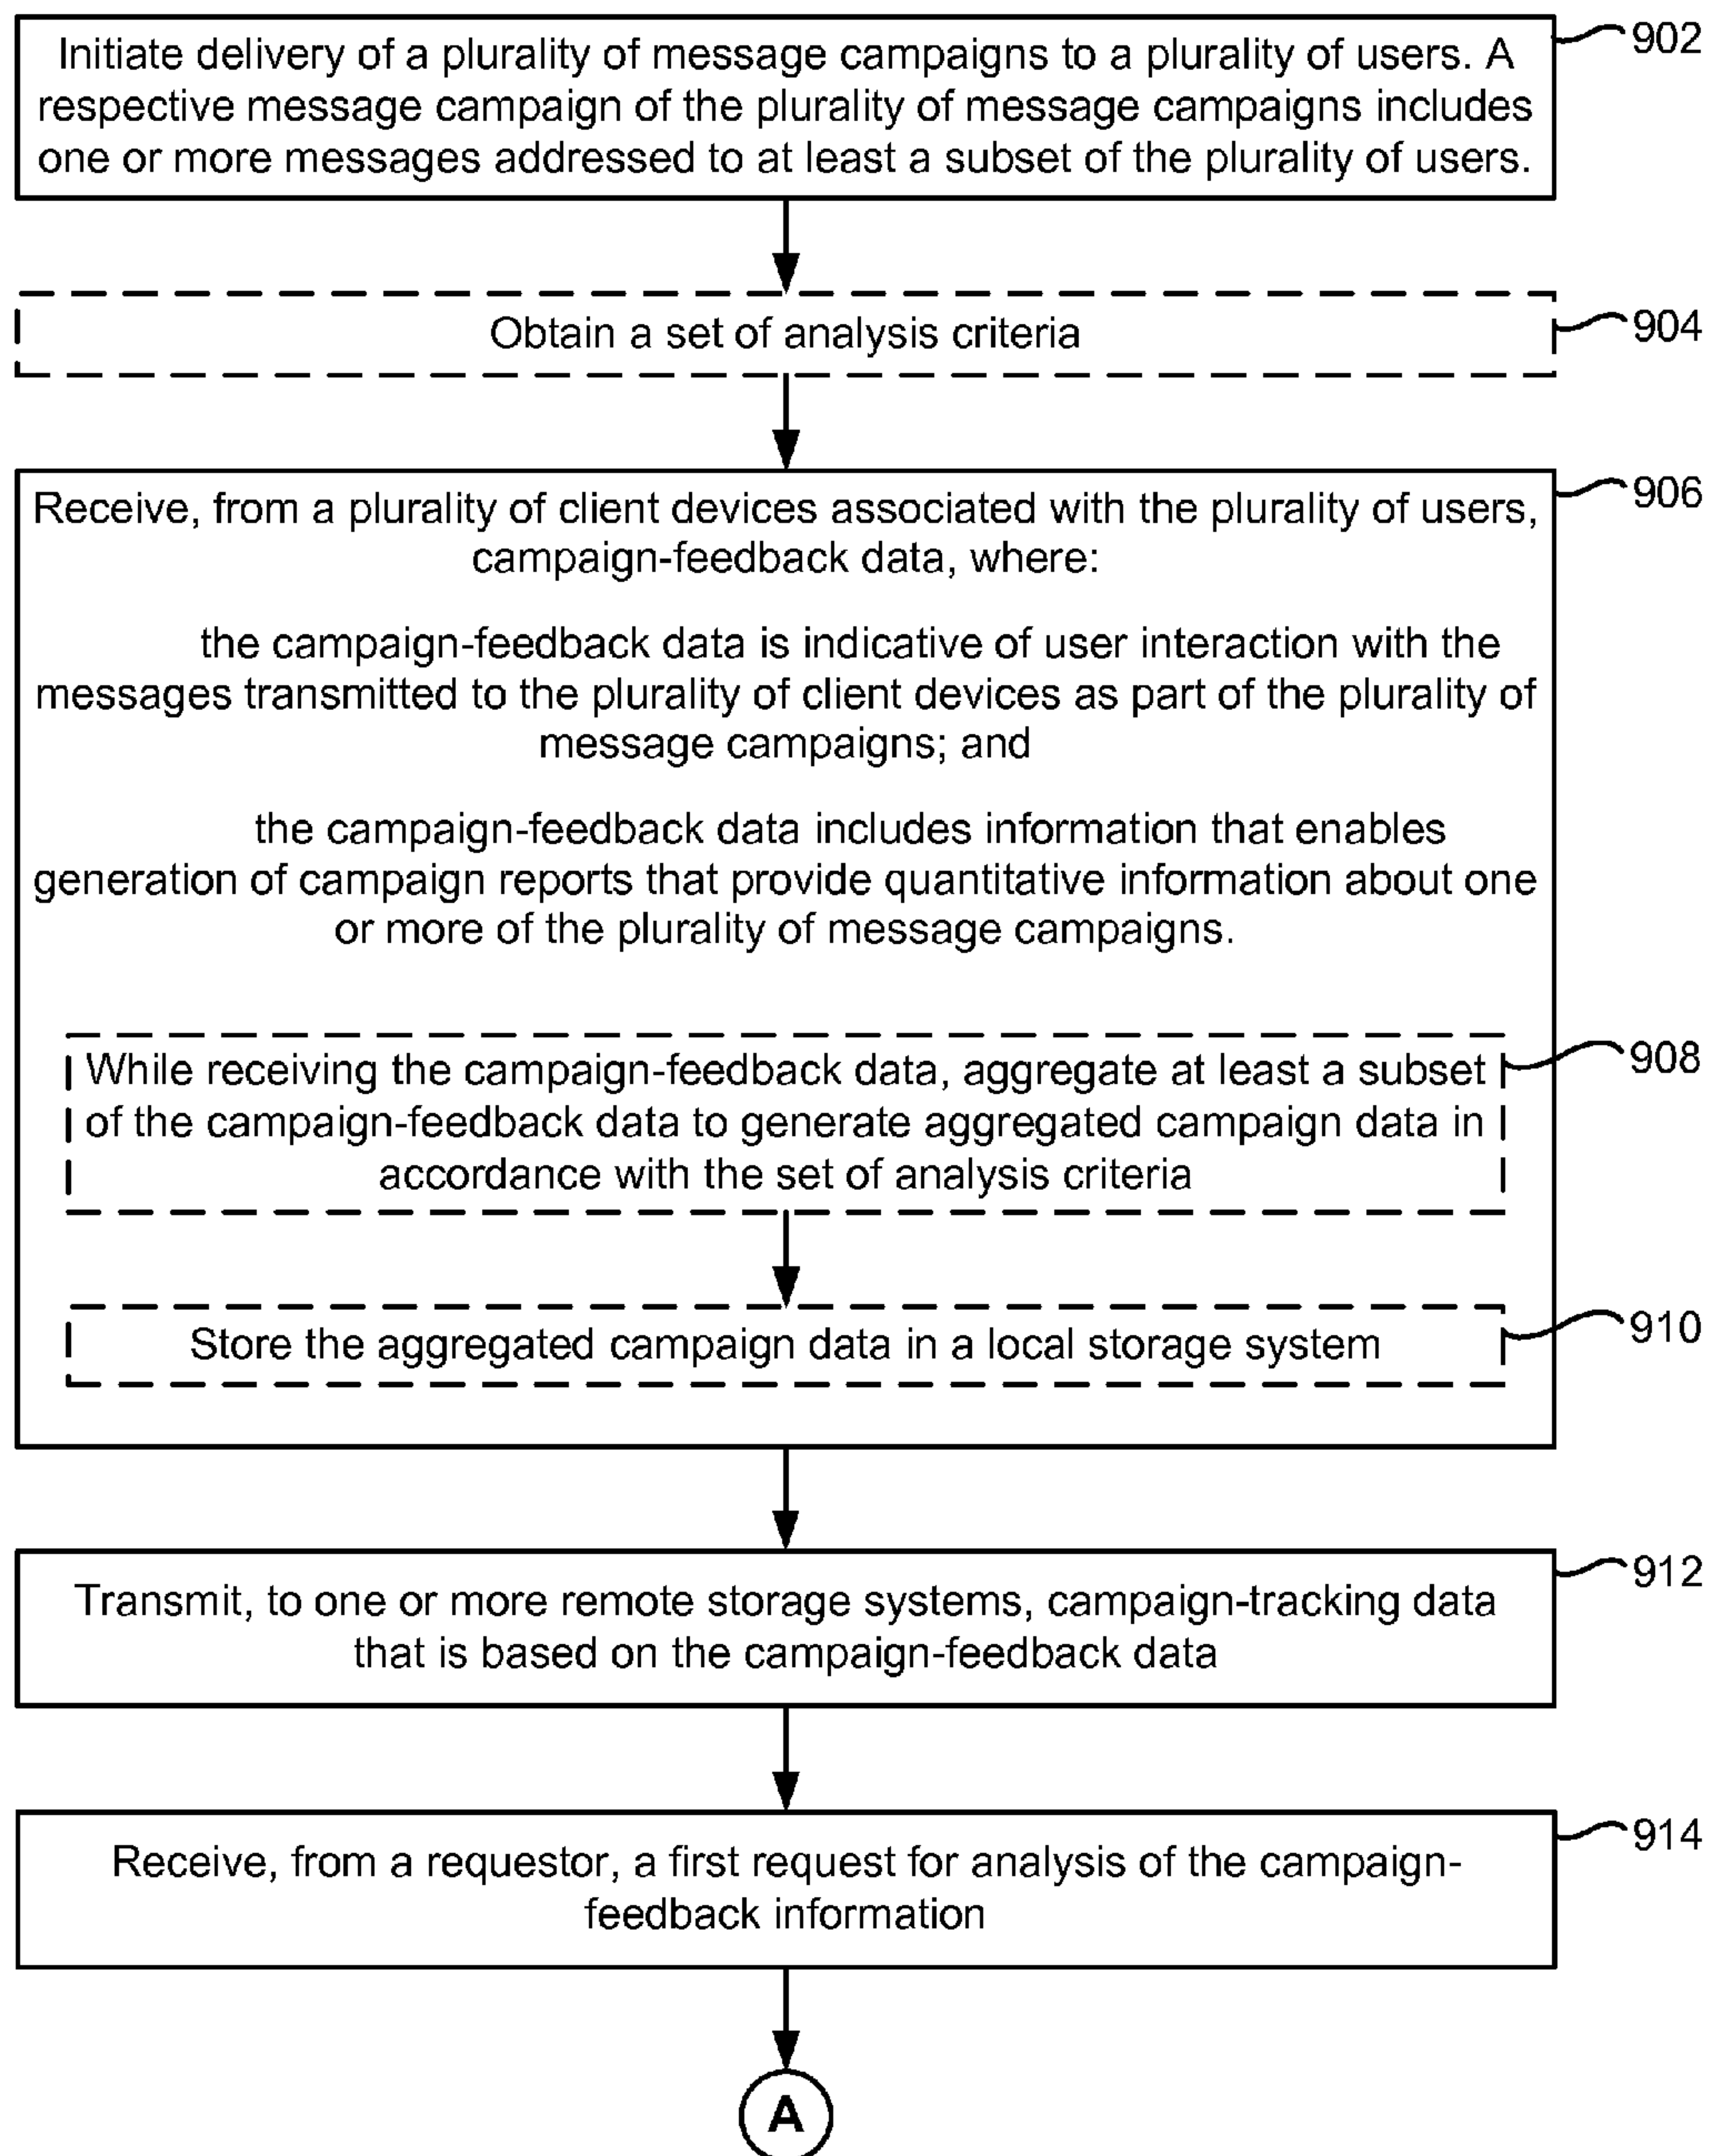 Initiate delivery of a plurality of message campaigns to a plurality of users. A
respective message campaign of the plurality of message campaigns includes
one or more messages addressed to at least a subset of the plurality of users.
902
Obtain a set of analysis criteria
904
Receive, from a plurality of client devices associated with the plurality of users,
campaign-feedback data, where:
906
the campaign-feedback data is indicative of user interaction with the
messages transmitted to the plurality of client devices as part of the plurality of
message campaigns; and
the campaign-feedback data includes information that enables
generation of campaign reports that provide quantitative information about one
or more of the plurality of message campaigns.
While receiving the campaign-feedback data, aggregate at least a subset
of the campaign-feedback data to generate aggregated campaign data in
accordance with the set of analysis criteria
908
Store the aggregated campaign data in a local storage system
910
Transmit, to one or more remote storage systems, campaign-tracking data
that is based on the campaign-feedback data
912
Receive, from a requestor, a first request for analysis of the campaign-
feedback information
914
A